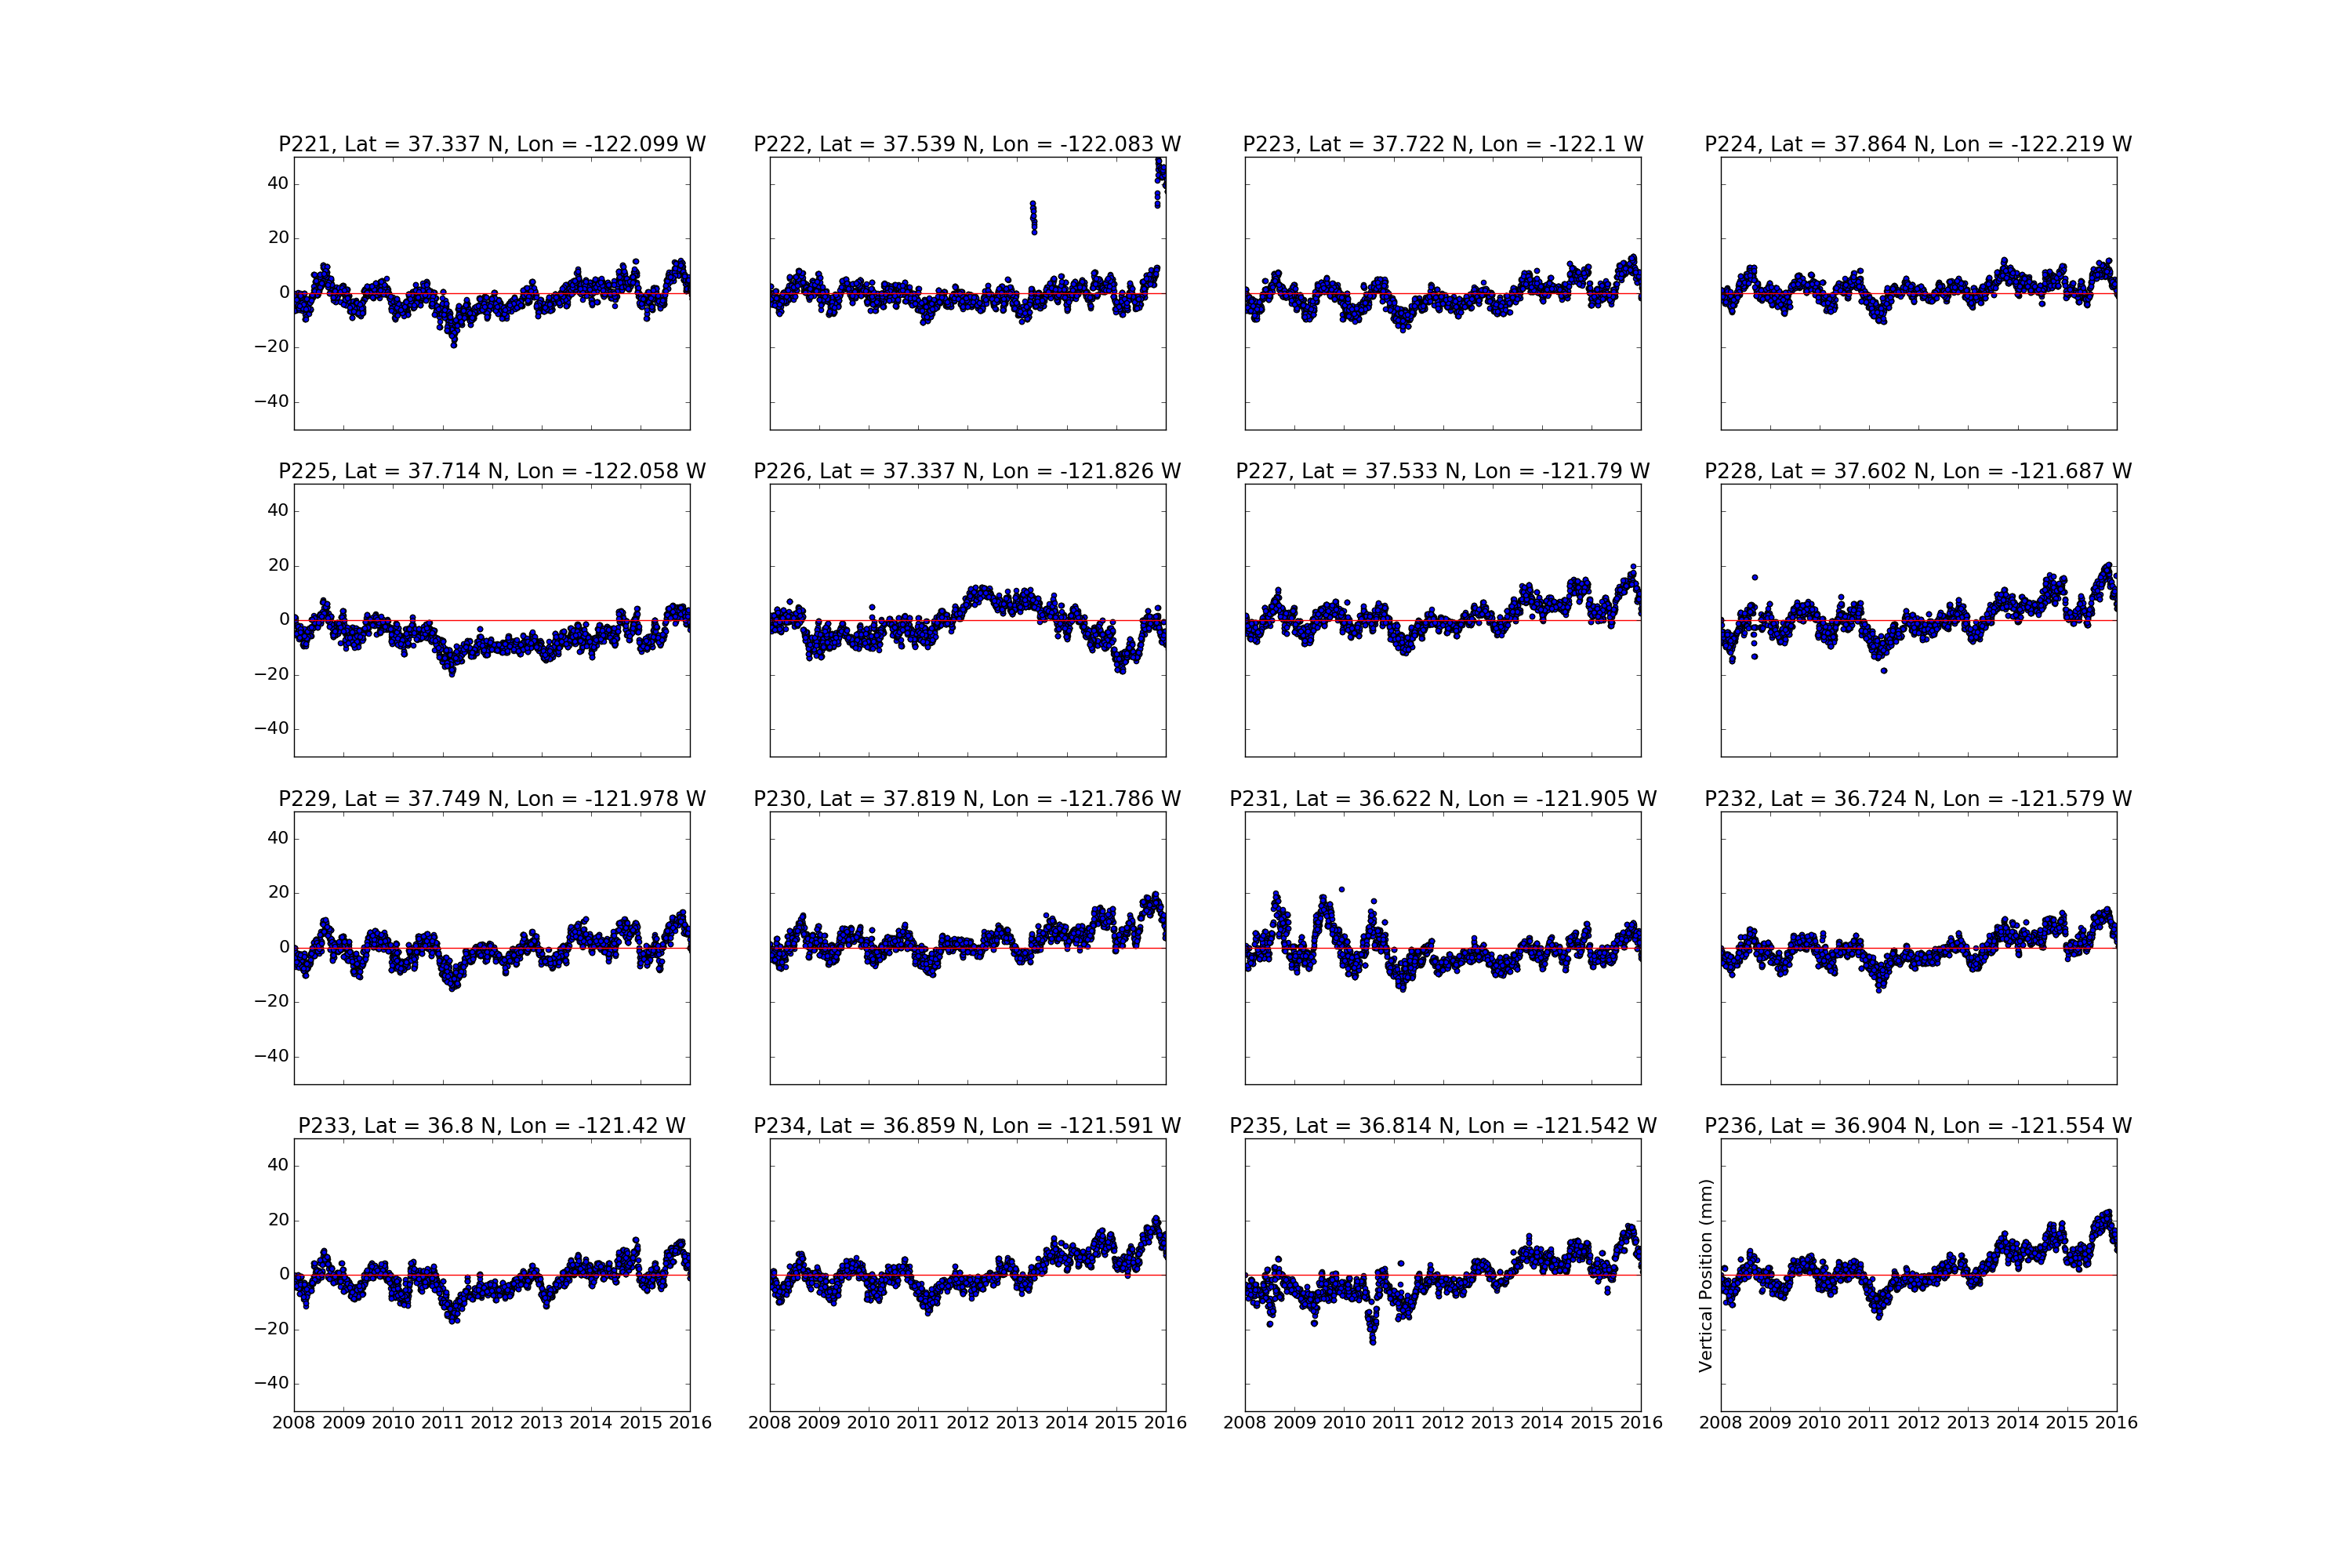 P221, Lat = 37.337 N, Lon = -122.099 W
P222, Lat = 37.539 N, Lon = -122.083 W
P223, Lat = 37.722 N, Lon = -122.1 W
P224, Lat = 37.864 N, Lon = -122.219 W
40
20
0
−20
−40
P225, Lat = 37.714 N, Lon = -122.058 W
P226, Lat = 37.337 N, Lon = -121.826 W
P227, Lat = 37.533 N, Lon = -121.79 W
P228, Lat = 37.602 N, Lon = -121.687 W
40
20
0
−20
−40
P229, Lat = 37.749 N, Lon = -121.978 W
P230, Lat = 37.819 N, Lon = -121.786 W
P231, Lat = 36.622 N, Lon = -121.905 W
P232, Lat = 36.724 N, Lon = -121.579 W
40
20
0
−20
−40
P233, Lat = 36.8 N, Lon = -121.42 W
P234, Lat = 36.859 N, Lon = -121.591 W
P235, Lat = 36.814 N, Lon = -121.542 W
P236, Lat = 36.904 N, Lon = -121.554 W
40
20
0
−20
−40
Vertical Position (mm)
2008 2009 2010 2011 2012 2013 2014 2015 2016
2008 2009 2010 2011 2012 2013 2014 2015 2016
2008 2009 2010 2011 2012 2013 2014 2015 2016
2008 2009 2010 2011 2012 2013 2014 2015 2016